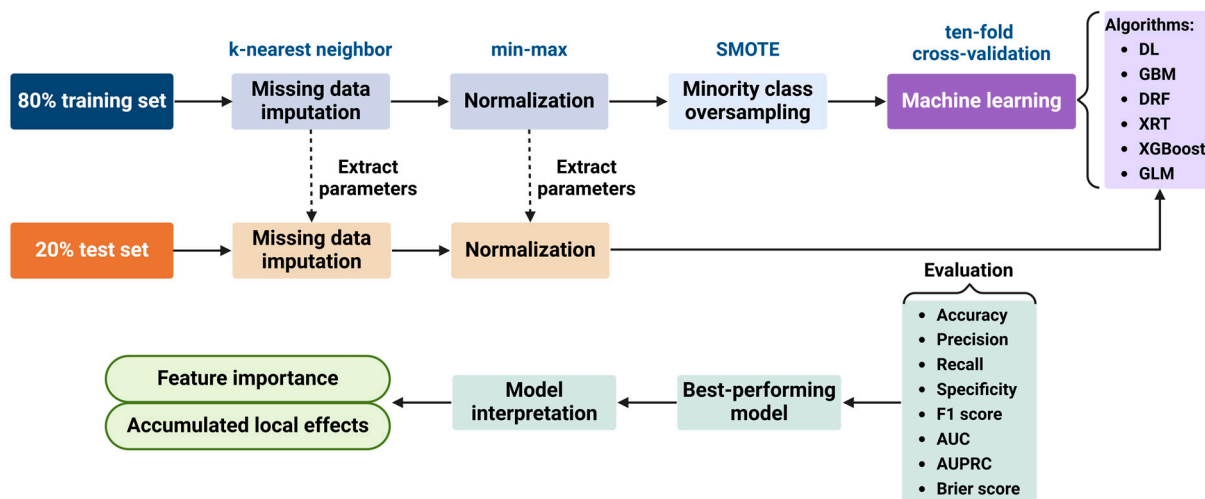 k-nearest neighbor
min-max
SMOTE
ten-fold
cross-validation
Algorithms:
• DL
• GBM
• DRF
• XRT
• XGBoost
• GLM
80% training set
Missing data
imputation
Normalization
Minority class
oversampling
Machine learning
Extract
parameters
Extract
parameters
20% test set
Missing data
imputation
Normalization
Evaluation
• Accuracy
• Precision
• Recall
• Specificity
• F1 score
• AUC
• AUPRC
• Brier score
Best-performing
model
Model
interpretation
Feature importance
Accumulated local effects